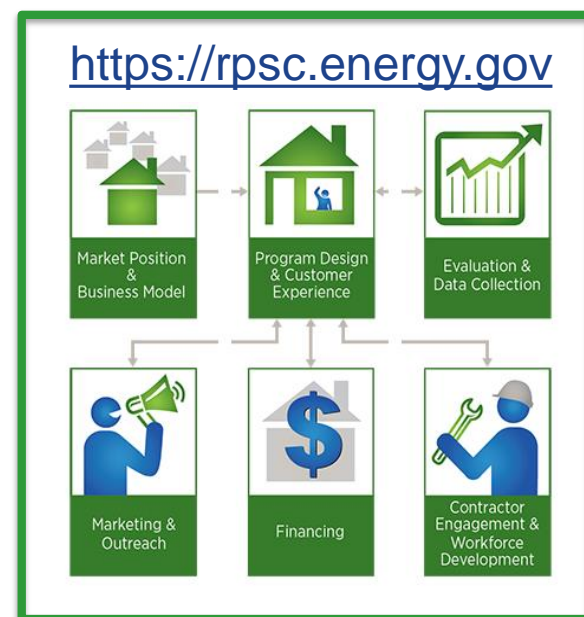 https://rpsc.energy.gov
Market Position
&
Business Model
Program Design
& Customer
Experience
Evaluation &
Data Collection
Marketing &
Outreach
$
Financing
Contractor
Engagement &
Workforce
Development